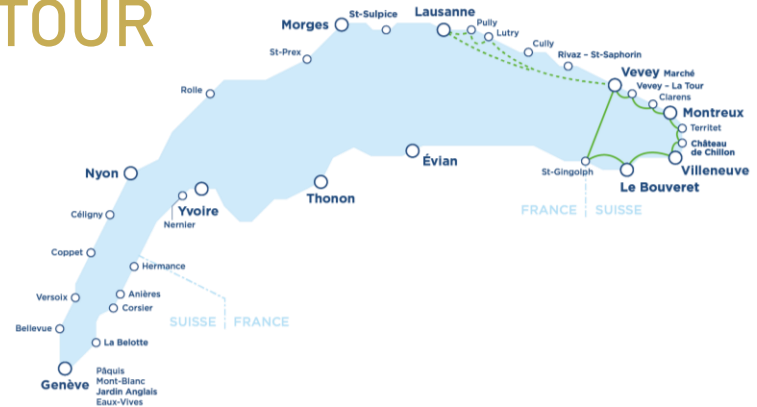 TOUR
Lausanne
St-Sulpice
Morges
Pully
Lutry
Cully
St-Prex
Rivaz – St-Saphorin
Vevey Marché
Vevey – La Tour
Rolle
Clarens
Montreux
Territet
Château
de Chillon
Évian
Nyon
St-Gingolph
Villeneuve
Le Bouveret
Thonon
Yvoire
Nernier
Céligny
FRANCE SUISSE
Coppet
Hermance
Versoix
Anières
Corsier
SUISSE FRANCE
Bellevue
La Belotte
Genève
Pâquis
Mont-Blanc
Jardin Anglais
Eaux-Vives